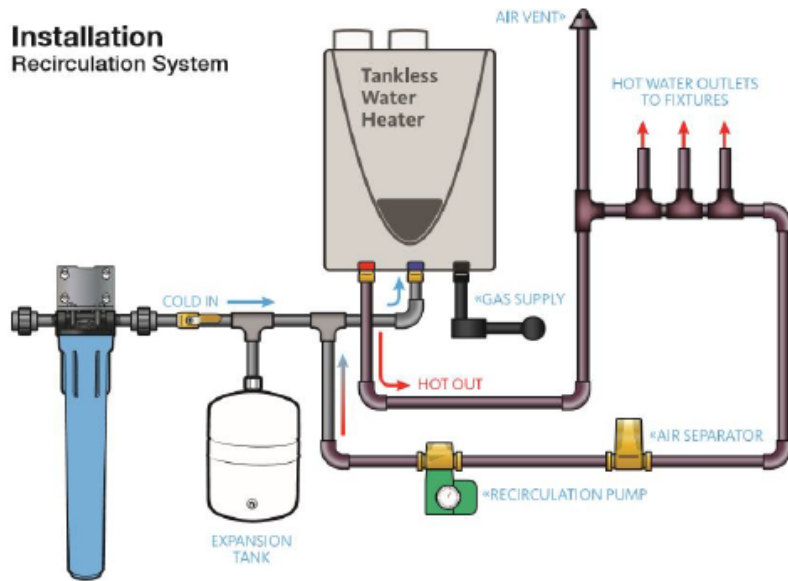 Installation
Recirculation System
AIR VENT»
Tankless
Water
Heater
HOT WATER OUTLETS
TO FIXTURES
COLD IN
«GAS SUPPLY
HOT OUT
«AIR SEPARATOR
«RECIRCULATION PUMP
EXPANSION
TANK